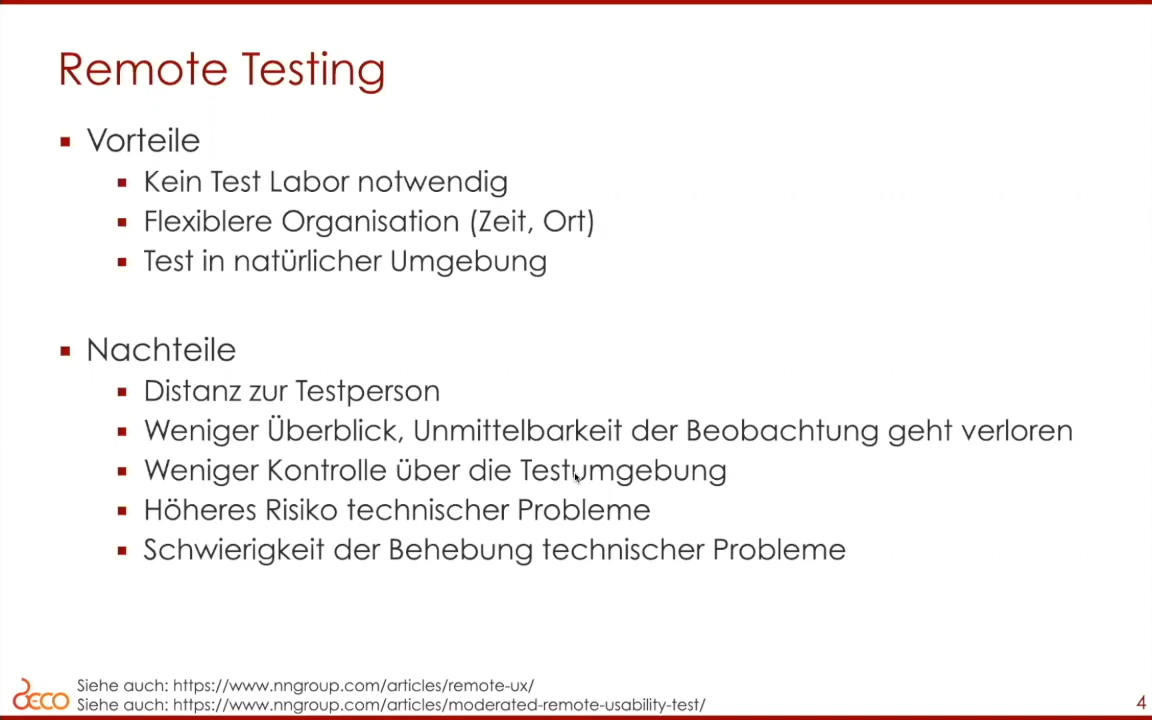 Remote Testing
Vorteile
Kein Test Labor notwendig
Flexiblere Organisation (Zeit, Ort)
Test in natürlicher Umgebung
Nachteile
Distanz zur Testperson
Weniger Überblick, Unmittelbarkeit der Beobachtung geht verloren
Weniger Kontrolle über die Testumgebung
Höheres Risiko technischer Probleme
Schwierigkeit der Behebung technischer Probleme
Siehe auch: https://www.nngroup.com/articles/remote-ux/
Siehe auch: https://www.nngroup.com/articles/moderated-remote-usability-test/
DECO
4